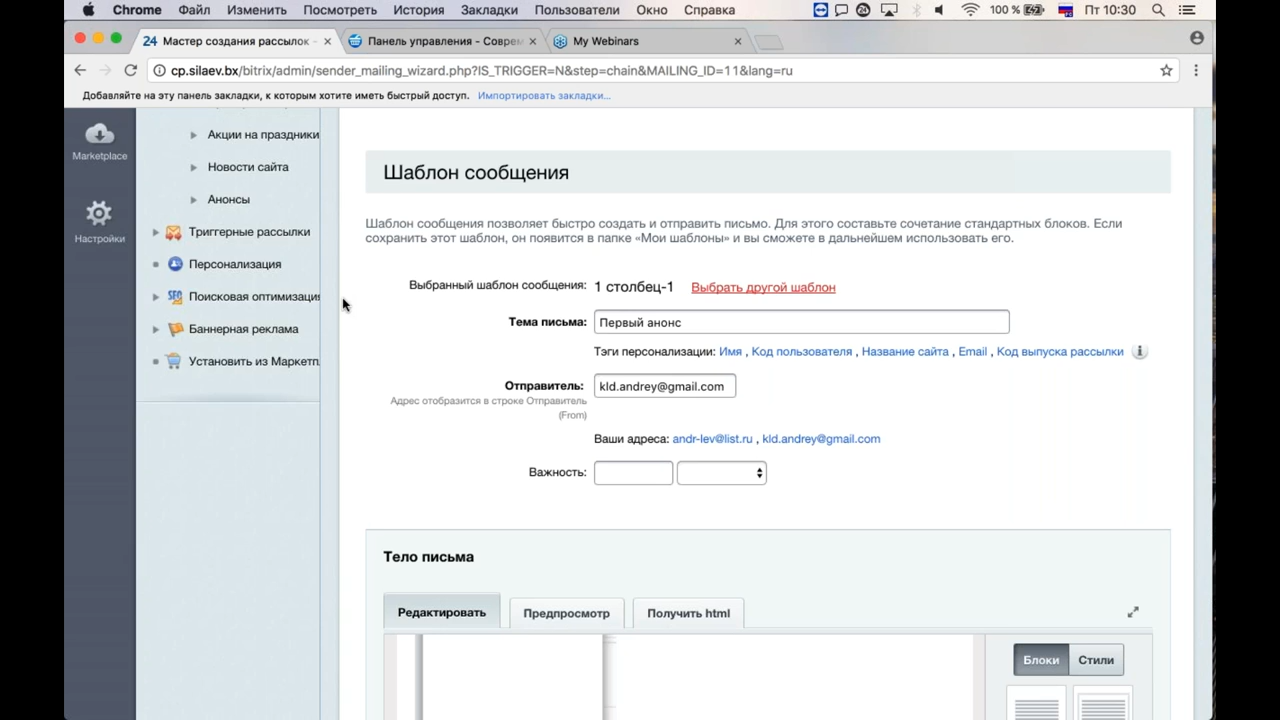 Chrome Файл Изменить Посмотреть История Закладки Пользователи Окно Справка 100 % Пт 10:30
24 Мастер создания рассылок - Панель управления - Соврем My Webinars
cp.silaev.bx/bitrix/admin/sender_mailing_wizard.php?IS_TRIGGER=N&step=chain&MAILING_ID=11&lang=ru
Добавляйте на эту панель закладки, к которым хотите иметь быстрый доступ. Импортировать закладки...
Marketplace
Настройки
Акции на праздники
Новости сайта
Анонсы
Триггерные рассылки
Персонализация
SEO Поисковая оптимизация
Баннерная реклама
Установить из Маркетпл
Шаблон сообщения
Шаблон сообщения позволяет быстро создать и отправить письмо. Для этого составьте сочетание стандартных блоков. Если
сохранить этот шаблон, он появится в папке «Мои шаблоны» и вы сможете в дальнейшем использовать его.
Выбранный шаблон сообщения: 1 столбец-1 Выбрать другой шаблон
Тема письма: Первый анонс
Тэги персонализации: Имя , Код пользователя , Название сайта , Email , Код выпуска рассылки
Отправитель: kld.andrey@gmail.com
Адрес отобразится в строке Отправитель
(From)
Ваши адреса: andr-lev@list.ru , kld.andrey@gmail.com
Важность:
Тело письма
Редактировать Предпросмотр Получить html
Блоки Стили